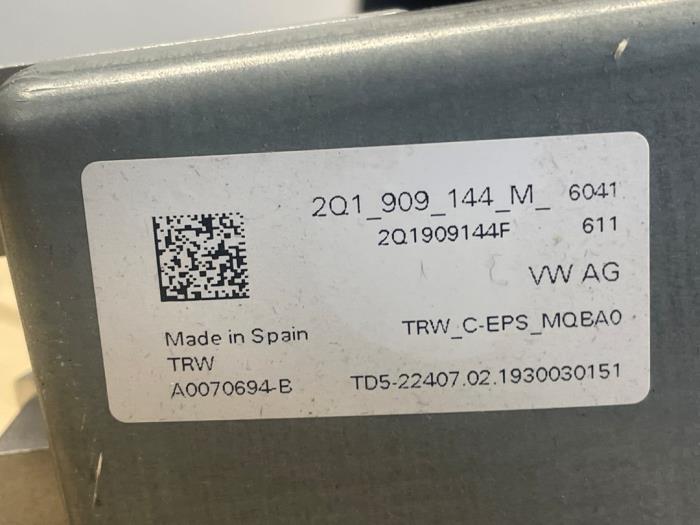 2Q1_909_144_M_ 6041
2Q1909144F 611
VW AG
TRW_C-EPS_MQBA0
Made in Spain
TRW
A0070694-B
TD5-22407.02.1930030151